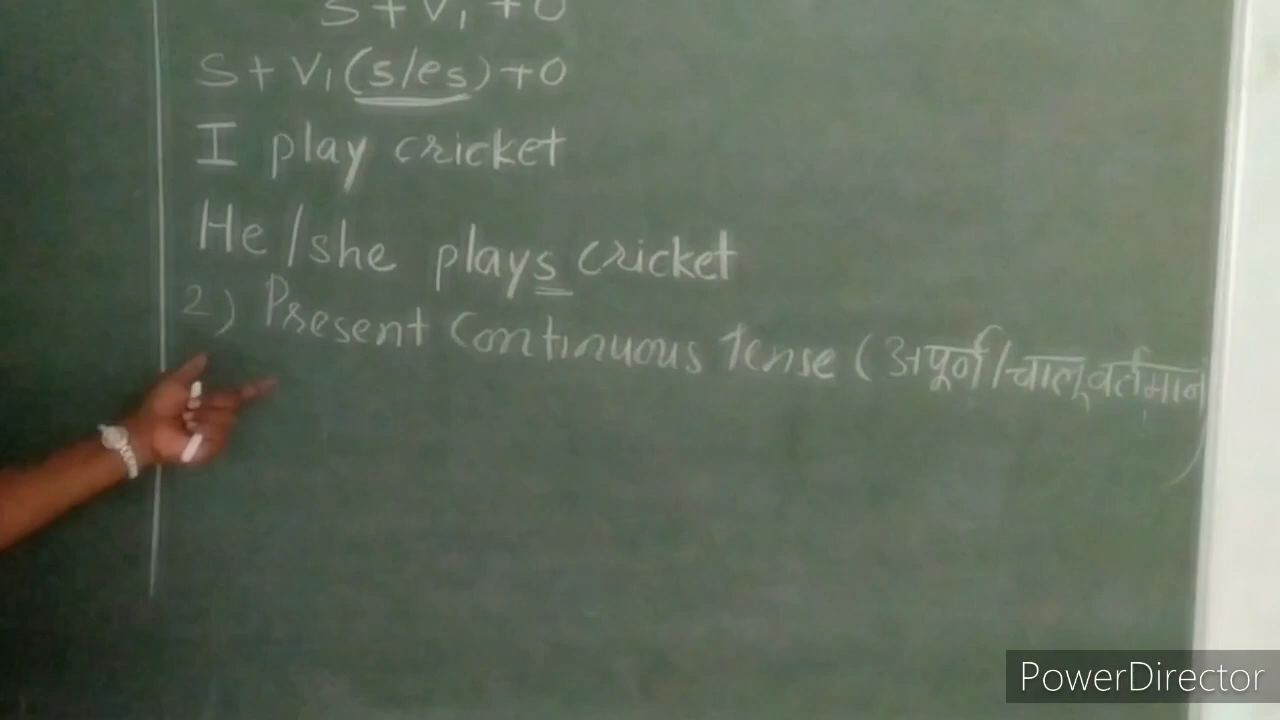 S + V1 + O
S + V1 (s/es) + O
I play cricket
He / she plays cricket
2) Present Continuous Tense (अपूर्ण / चालू वर्तमान)
PowerDirector